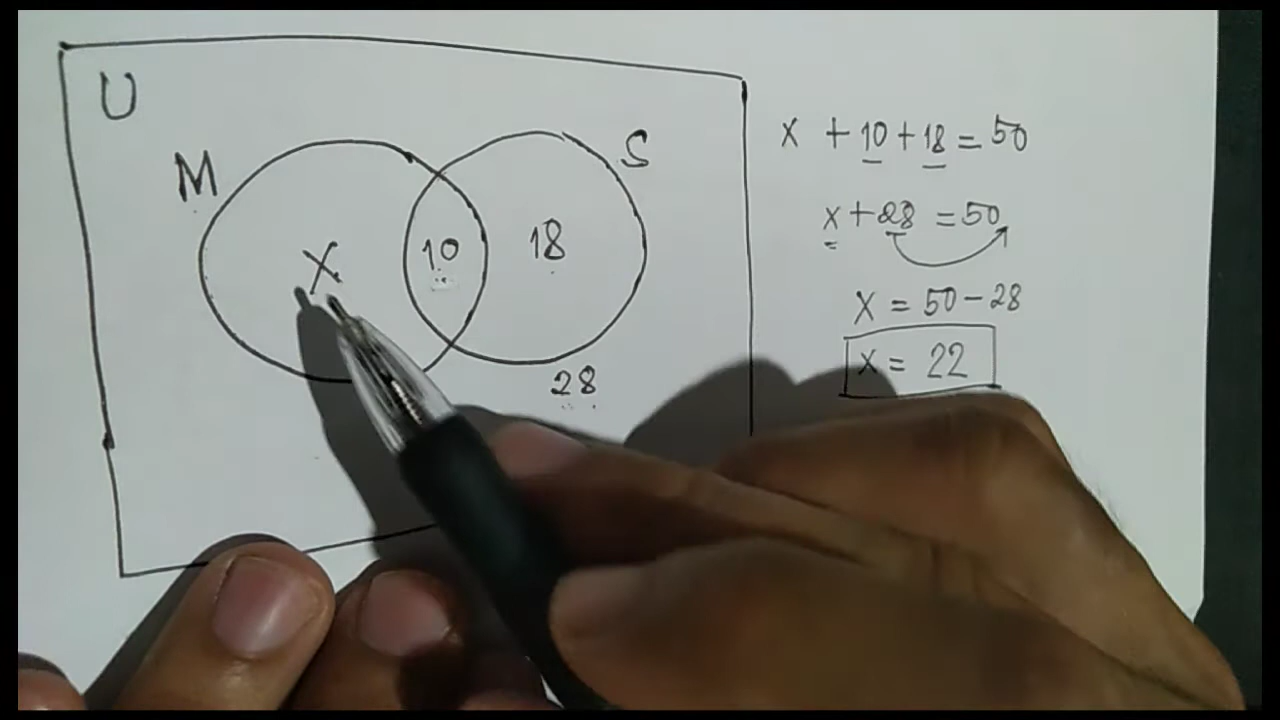 U
M
S
X
10
18
28
x + 10 + 18 = 50
x + 28 = 50
x = 50 - 28
x = 22